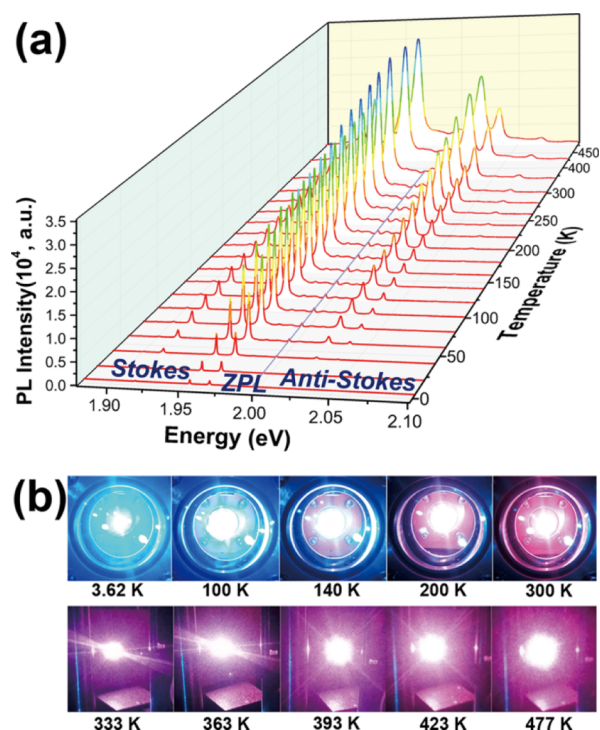 (a)
PL Intensity(10⁴, a.u.)
3.5
3.0
2.5
2.0
1.5
1.0
0.5
0.0
Stokes
ZPL
Anti-Stokes
1.90
1.95
2.00
2.05
2.10
Energy (eV)
0
50
100
150
200
250
300
400
450
Temperature (K)
(b)
3.62 K 100 K 140 K 200 K 300 K
333 K 363 K 393 K 423 K 477 K